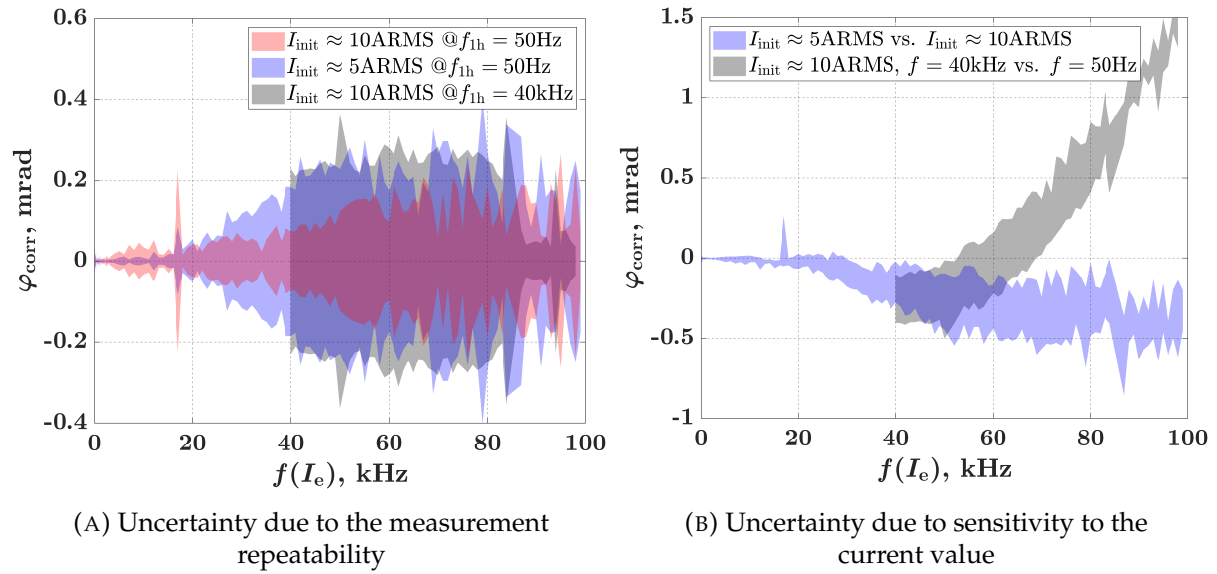 0.6
0.4
0.2
0
-0.2
-0.4
φcorr, mrad
I_init ≈ 10ARMS @f_1h = 50Hz
I_init ≈ 5ARMS @f_1h = 50Hz
I_init ≈ 10ARMS @f_1h = 40kHz
0 20 40 60 80 100
f(I_e), kHz
(A) Uncertainty due to the measurement
repeatability
1.5
1
0.5
0
-0.5
-1
φcorr, mrad
I_init ≈ 5ARMS vs. I_init ≈ 10ARMS
I_init ≈ 10ARMS, f = 40kHz vs. f = 50Hz
0 20 40 60 80 100
f(I_e), kHz
(B) Uncertainty due to sensitivity to the
current value